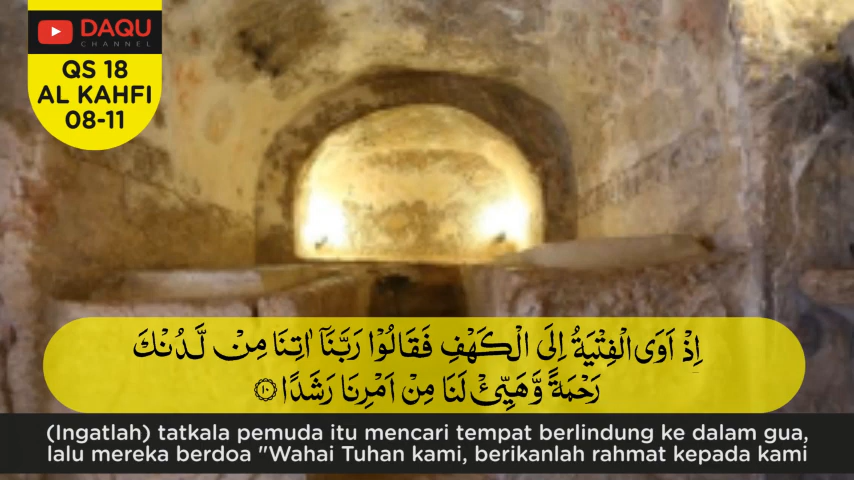 DAQU
CHANNEL
QS 18
AL KAHFI
08-11
اِذْ اَوَى الْفِتْيَةُ اِلَى الْكَهْفِ فَقَالُوْا رَبَّنَآ اٰتِنَا مِنْ لَّدُنْكَ
رَحْمَةً وَّهَيِّئْ لَنَا مِنْ اَمْرِنَا رَشَدًا ۝١٠
(Ingatlah) tatkala pemuda itu mencari tempat berlindung ke dalam gua,
lalu mereka berdoa "Wahai Tuhan kami, berikanlah rahmat kepada kami